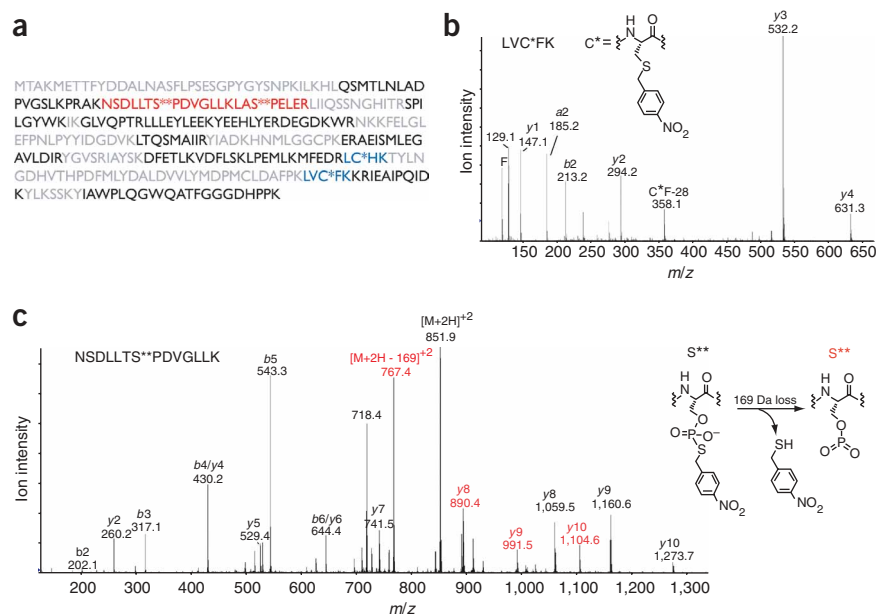 a
MTAKMETTFYDDALNASFLPSESGPYGYSNPKILKHLQSMTLNLAD
PVGSLKPRAKNSDLLTS**PDVGLLKLAS**PELERLIIQSSNGHITRSPI
LGYWKIKGLVQPTRLLLEYLEEKYEEHLYERDEGDKWRNKKFELGL
EFPNLPYYIDGDVKLTQSMAIIRYIADKHNMLGGCPKERAEISMLEG
AVLDIRYGVSRIAYSKDFETLKVDFLSKLPEMLKMFEDRLC*HKTYLN
GDHVTHPDFMLYDALDVVLYMDPMCLDAFPKLVC*FKKRIEAIPQID
KYLKSSKYIAWPLQGWQATFGGGDHPPK
b
LVC*FK
C*=
H
N
O
S
NO2
Ion intensity
129.1
F
y1
147.1
a2
185.2
b2
213.2
y2
294.2
C*F-28
358.1
y3
532.2
y4
631.3
150 200 250 300 350 400 450 500 550 600 650
m/z
c
NSDLLTS**PDVGLLK
Ion intensity
b2
202.1
y2
260.2
b3
317.1
b4/y4
430.2
y5
529.4
b5
543.3
b6/y6
644.4
718.4
y7
741.5
[M+2H - 169]+2
767.4
[M+2H]+2
851.9
y8
890.4
y9
991.5
y8
1,059.5
y10
1,104.6
y9
1,160.6
y10
1,273.7
200 300 400 500 600 700 800 900 1,000 1,100 1,200 1,300
m/z
S**
H
N
O
O
O=P-O–
S
NO2
169 Da loss
SH
NO2
S**
H
N
O
O
P
O
O